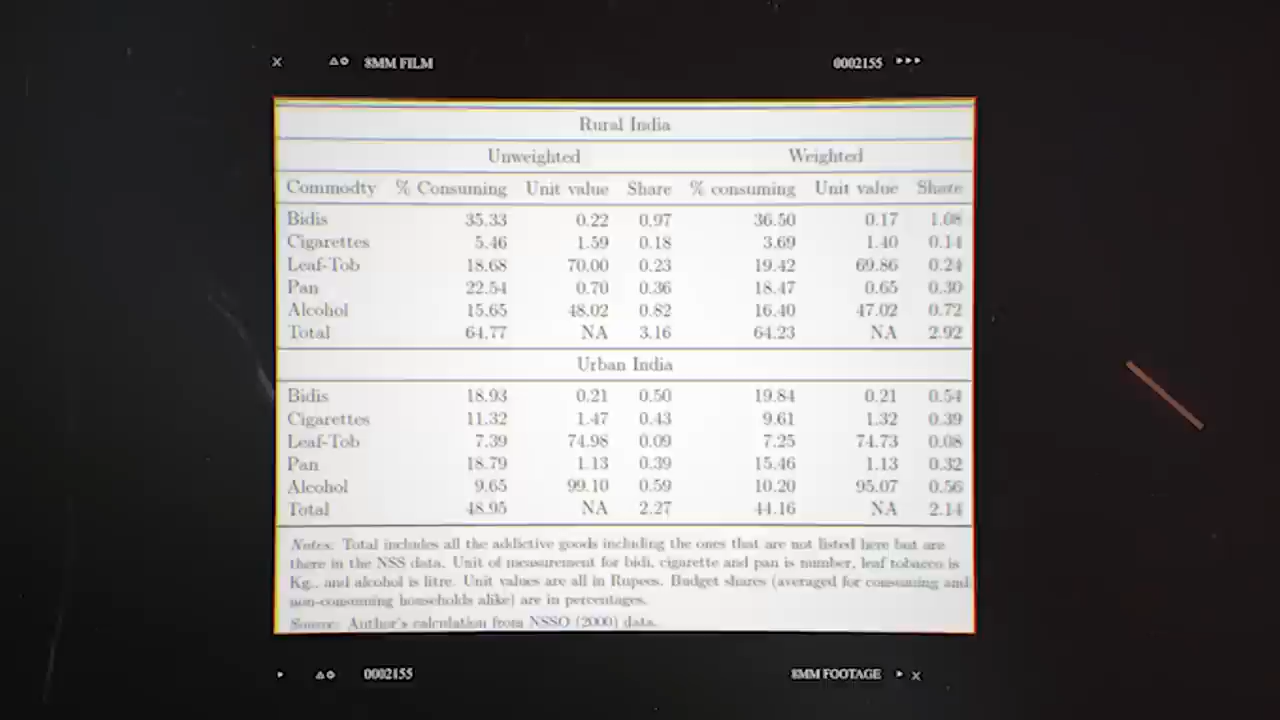 × 8MM FILM 0002155
Rural India
Unweighted Weighted
Commodty % Consuming Unit value Share % consuming Unit value Share
Bidis 35.33 0.22 0.97 36.50 0.17 1.08
Cigarettes 5.46 1.59 0.18 3.69 1.40 0.14
Leaf-Tob 18.68 70.00 0.23 19.42 69.86 0.24
Pan 22.54 0.70 0.36 18.47 0.65 0.30
Alcohol 15.65 48.02 0.82 16.40 47.02 0.72
Total 64.77 NA 3.16 64.23 NA 2.92
Urban India
Bidis 18.93 0.21 0.50 19.84 0.21 0.54
Cigarettes 11.32 1.47 0.43 9.61 1.32 0.39
Leaf-Tob 7.39 74.98 0.09 7.25 74.73 0.08
Pan 18.79 1.13 0.39 15.46 1.13 0.32
Alcohol 9.65 99.10 0.59 10.20 95.07 0.56
Total 48.95 NA 2.27 44.16 NA 2.14
Notes: Total includes all the addictive goods including the ones that are not listed here but are
there in the NSS data. Unit of measurement for bidi, cigarette and pan is number, leaf tobacco is
Kg., and alcohol is litre. Unit values are all in Rupees. Budget shares (averaged for consuming and
non-consuming households alike) are in percentages.
Source: Author's calculation from NSSO (2000) data.
0002155 8MM FOOTAGE ×